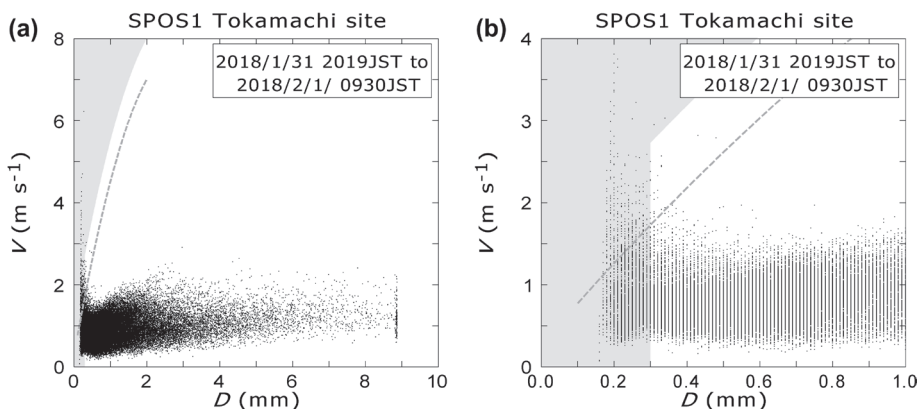 (a)
SPOS1 Tokamachi site
2018/1/31 2019JST to
2018/2/1/ 0930JST
V (m s⁻¹)
8
6
4
2
0
0 2 4 6 8 10
D (mm)
(b)
SPOS1 Tokamachi site
2018/1/31 2019JST to
2018/2/1/ 0930JST
V (m s⁻¹)
4
3
2
1
0
0.0 0.2 0.4 0.6 0.8 1.0
D (mm)